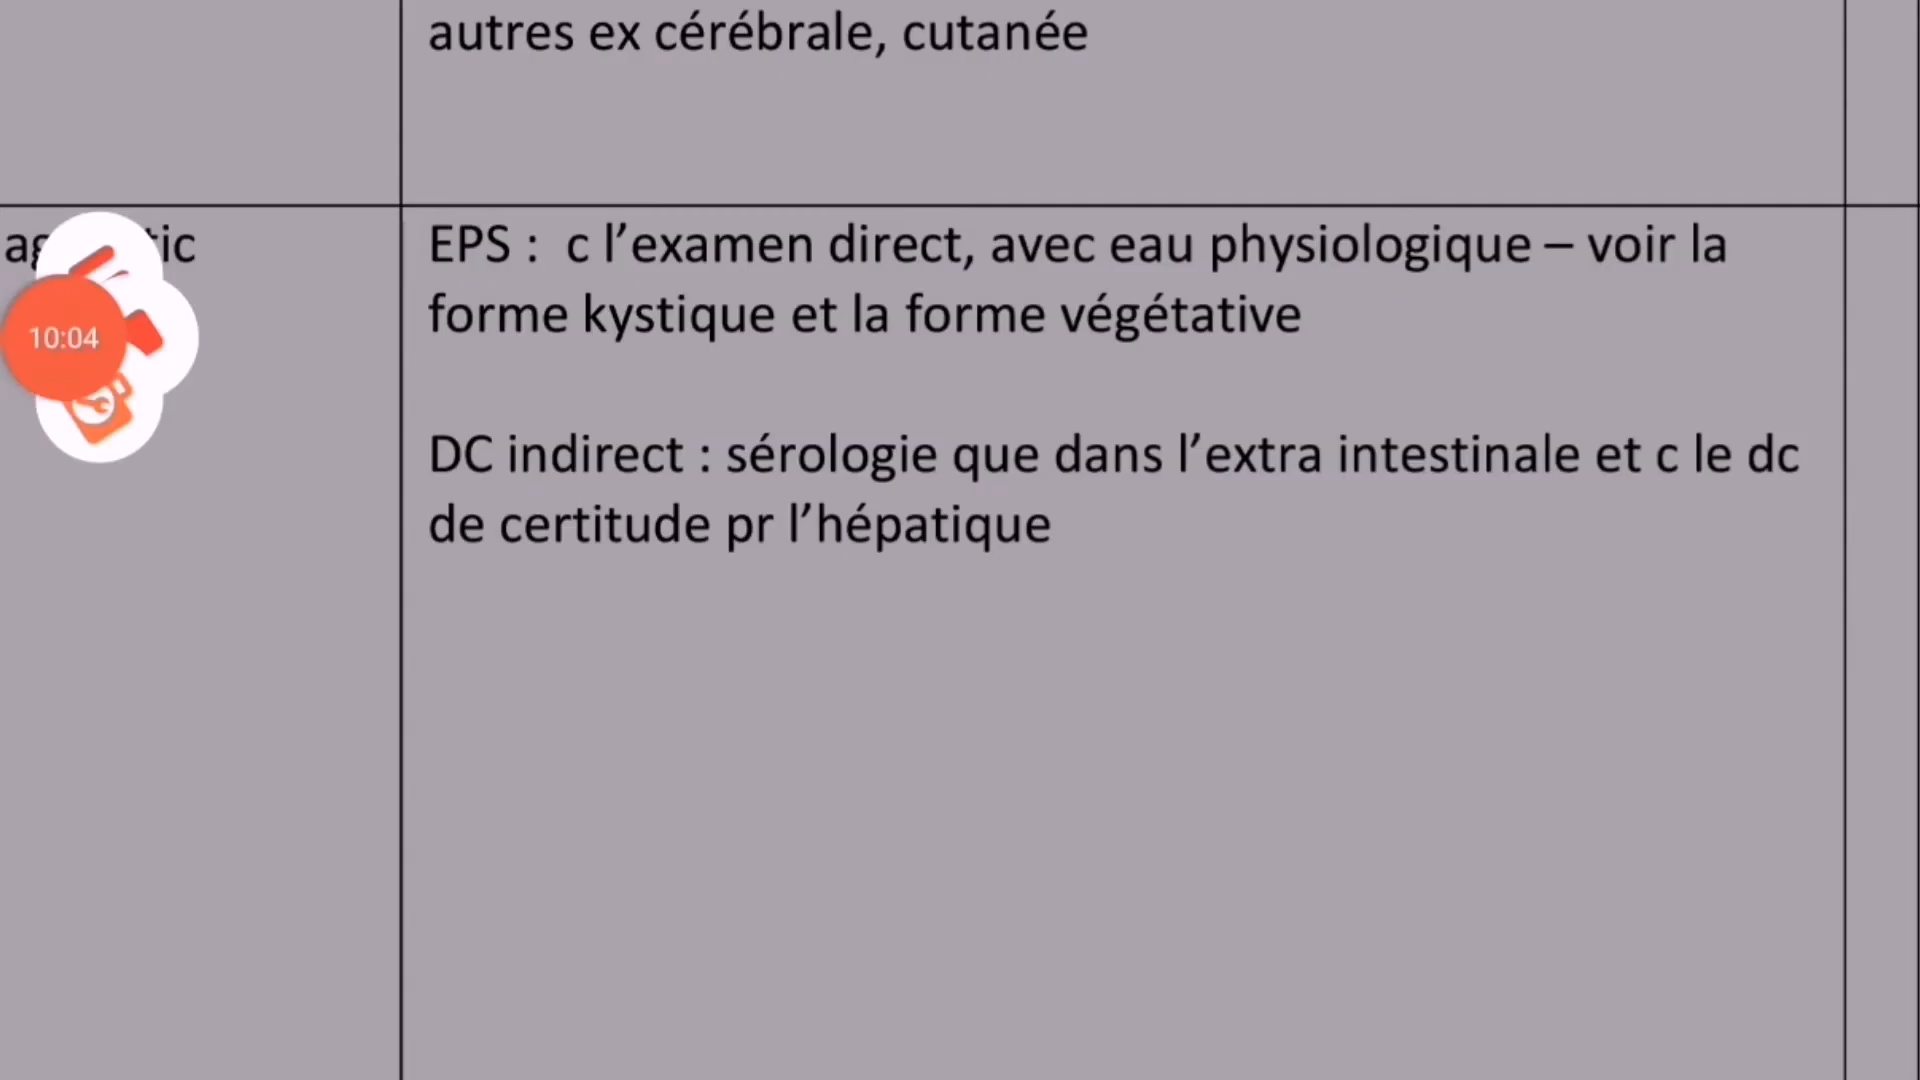 autres ex cérébrale, cutanée
EPS : c l’examen direct, avec eau physiologique – voir la
forme kystique et la forme végétative
10:04
DC indirect : sérologie que dans l’extra intestinale et c le dc
de certitude pr l’hépatique